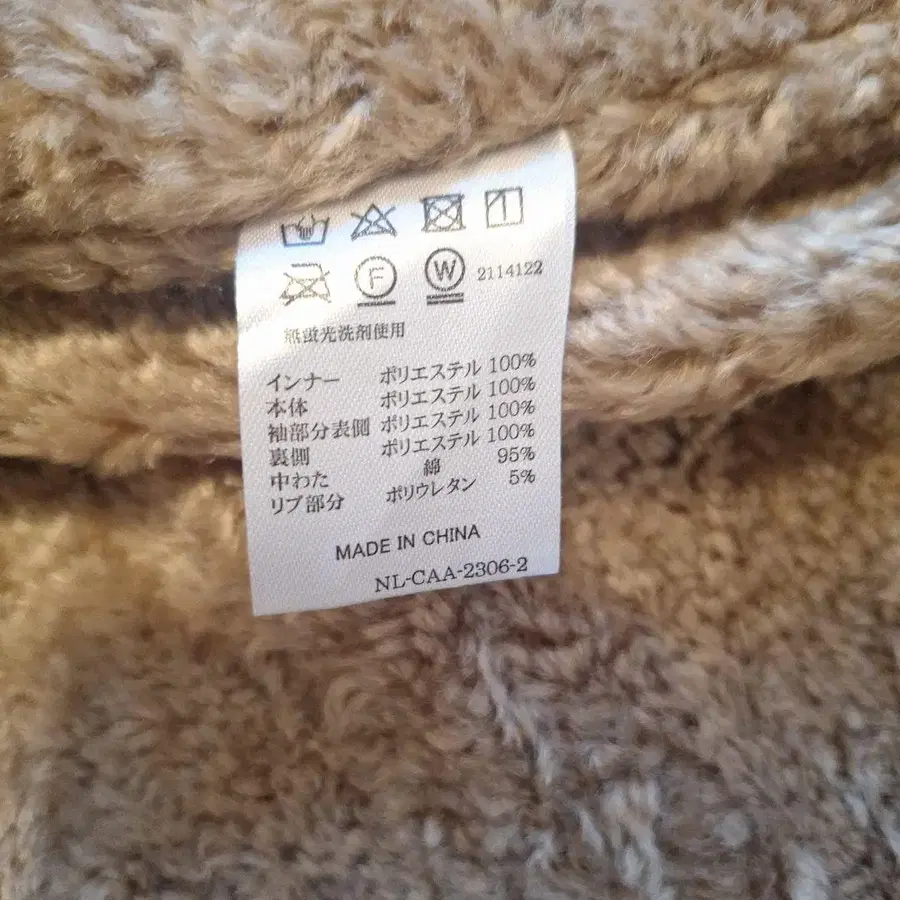 F W 2114122
無蛍光洗剤使用
インナー ポリエステル 100%
本体 ポリエステル 100%
袖部分表側 ポリエステル 100%
裏側 ポリエステル 100%
中わた 綿 95%
リブ部分 ポリウレタン 5%
MADE IN CHINA
NL-CAA-2306-2